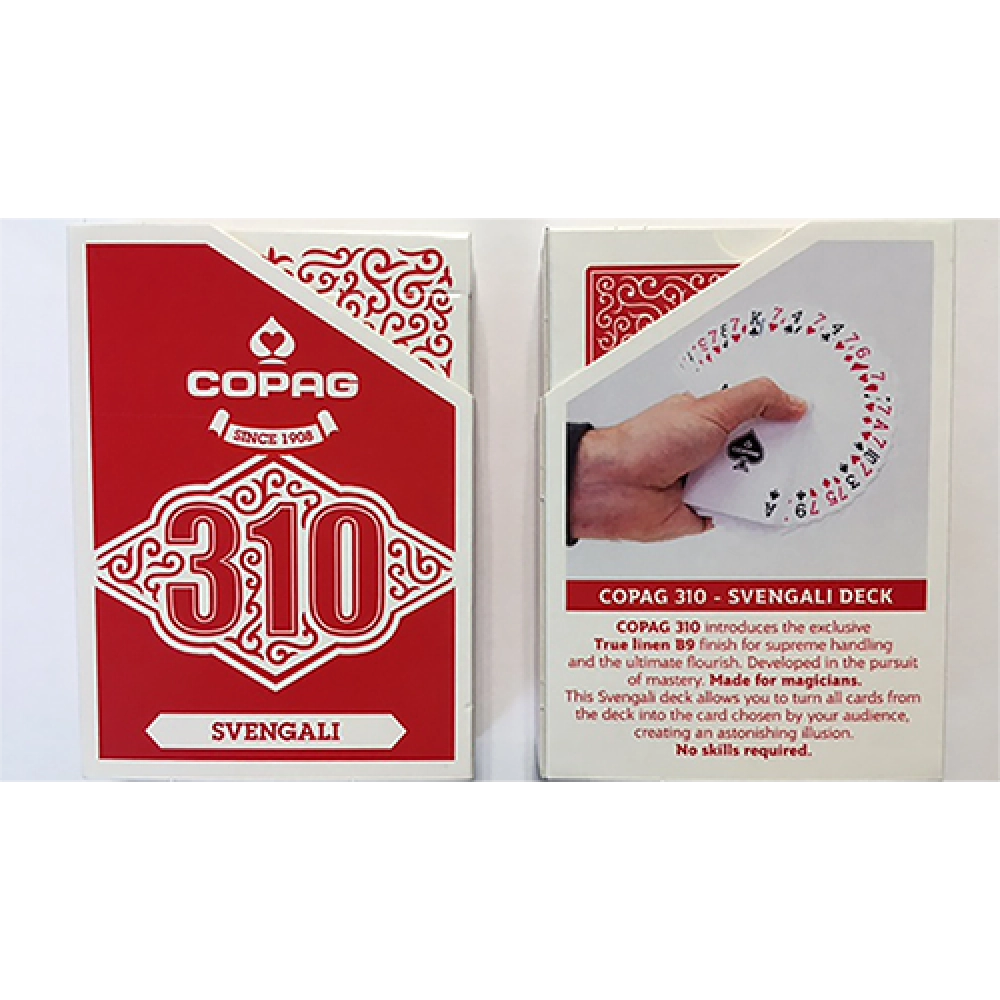 COPAG
SINCE 1908
310
SVENGALI
COPAG 310 - SVENGALI DECK
COPAG 310 introduces the exclusive
True linen B9 finish for supreme handling
and the ultimate flourish. Developed in the pursuit
of mastery. Made for magicians.
This Svengali deck allows you to turn all cards from
the deck into the card chosen by your audience,
creating an astonishing illusion.
No skills required.